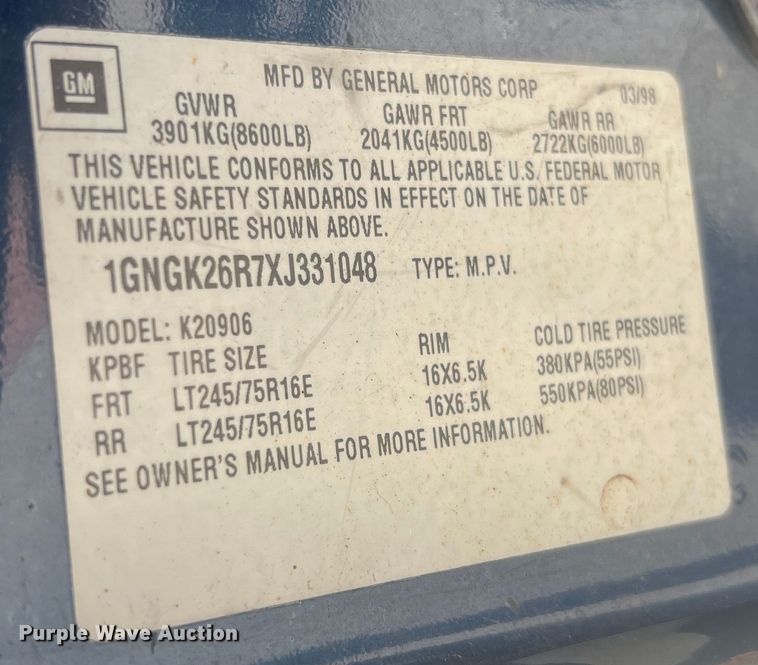 GM
MFD BY GENERAL MOTORS CORP 03/98
GVWR GAWR FRT GAWR RR
3901KG(8600LB) 2041KG(4500LB) 2722KG(6000LB)
THIS VEHICLE CONFORMS TO ALL APPLICABLE U.S. FEDERAL MOTOR
VEHICLE SAFETY STANDARDS IN EFFECT ON THE DATE OF
MANUFACTURE SHOWN ABOVE.
1GNGK26R7XJ331048 TYPE: M.P.V.
MODEL: K20906
KPBF TIRE SIZE RIM COLD TIRE PRESSURE
FRT LT245/75R16E 16X6.5K 380KPA(55PSI)
RR LT245/75R16E 16X6.5K 550KPA(80PSI)
SEE OWNER'S MANUAL FOR MORE INFORMATION.
Purple Wave Auction